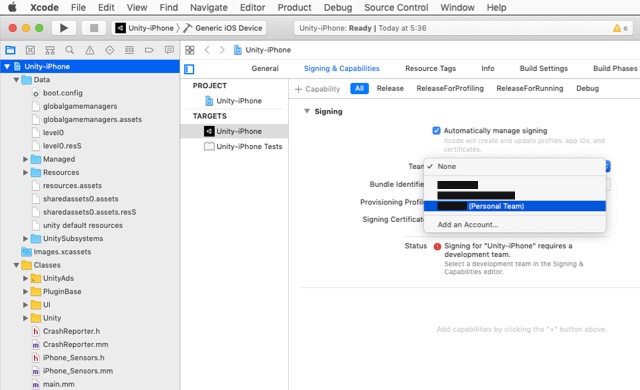 Xcode File Edit View Find Navigate Editor Product Debug Source Control Window Help
Unity-iPhone Generic iOS Device
Unity-iPhone: Ready | Today at 5:36
6
Unity-iPhone
Data
boot.config
globalgamemanagers
globalgamemanagers.assets
level0
level0.resS
Managed
Resources
resources.assets
sharedassets0.assets
sharedassets0.assets.resS
unity default resources
UnitySubsystems
Images.xcassets
Classes
UnityAds
PluginBase
UI
Unity
CrashReporter.h
CrashReporter.mm
iPhone_Sensors.h
iPhone_Sensors.mm
main.mm
Unity-iPhone
General Signing & Capabilities Resource Tags Info Build Settings Build Phases
PROJECT
Unity-iPhone
TARGETS
Unity-iPhone
Unity-iPhone Tests
+ Capability All Release ReleaseForProfiling ReleaseForRunning Debug
Signing
Automatically manage signing
Xcode will create and update profiles, app IDs, and
certificates.
Team
None
(Personal Team)
Add an Account...
Bundle Identifie
Provisioning Profil
Signing Certificat
Status Signing for "Unity-iPhone" requires a
development team.
Select a development team in the Signing &
Capabilities editor.
Add capabilities by clicking the "+" button above.